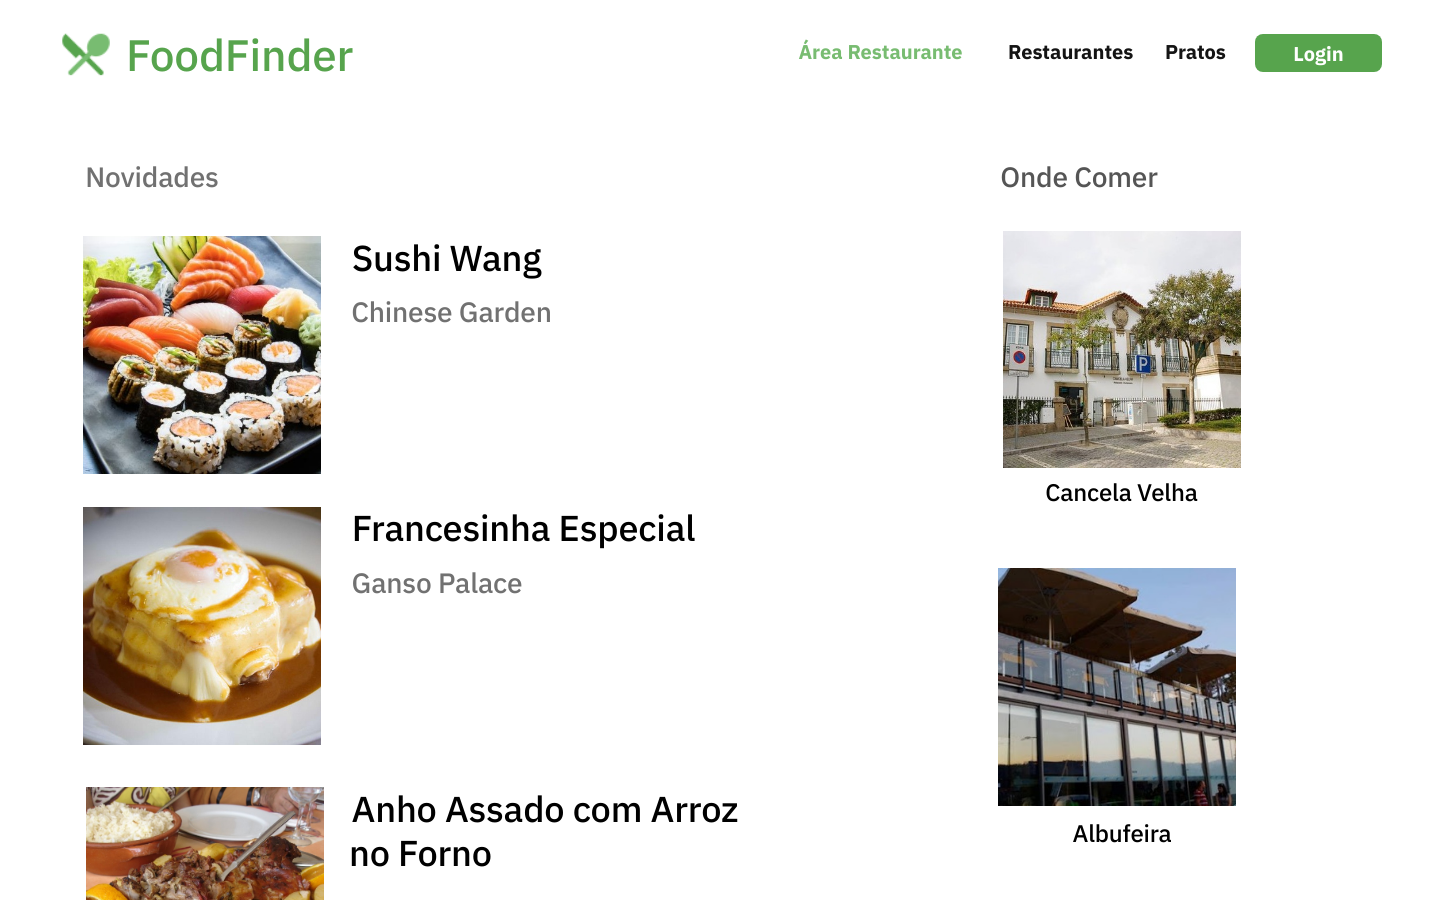 FoodFinder
Área Restaurante
Restaurantes
Pratos
Login
Novidades
Sushi Wang
Chinese Garden
Francesinha Especial
Ganso Palace
Anho Assado com Arroz
no Forno
Onde Comer
P
Cancela Velha
Albufeira